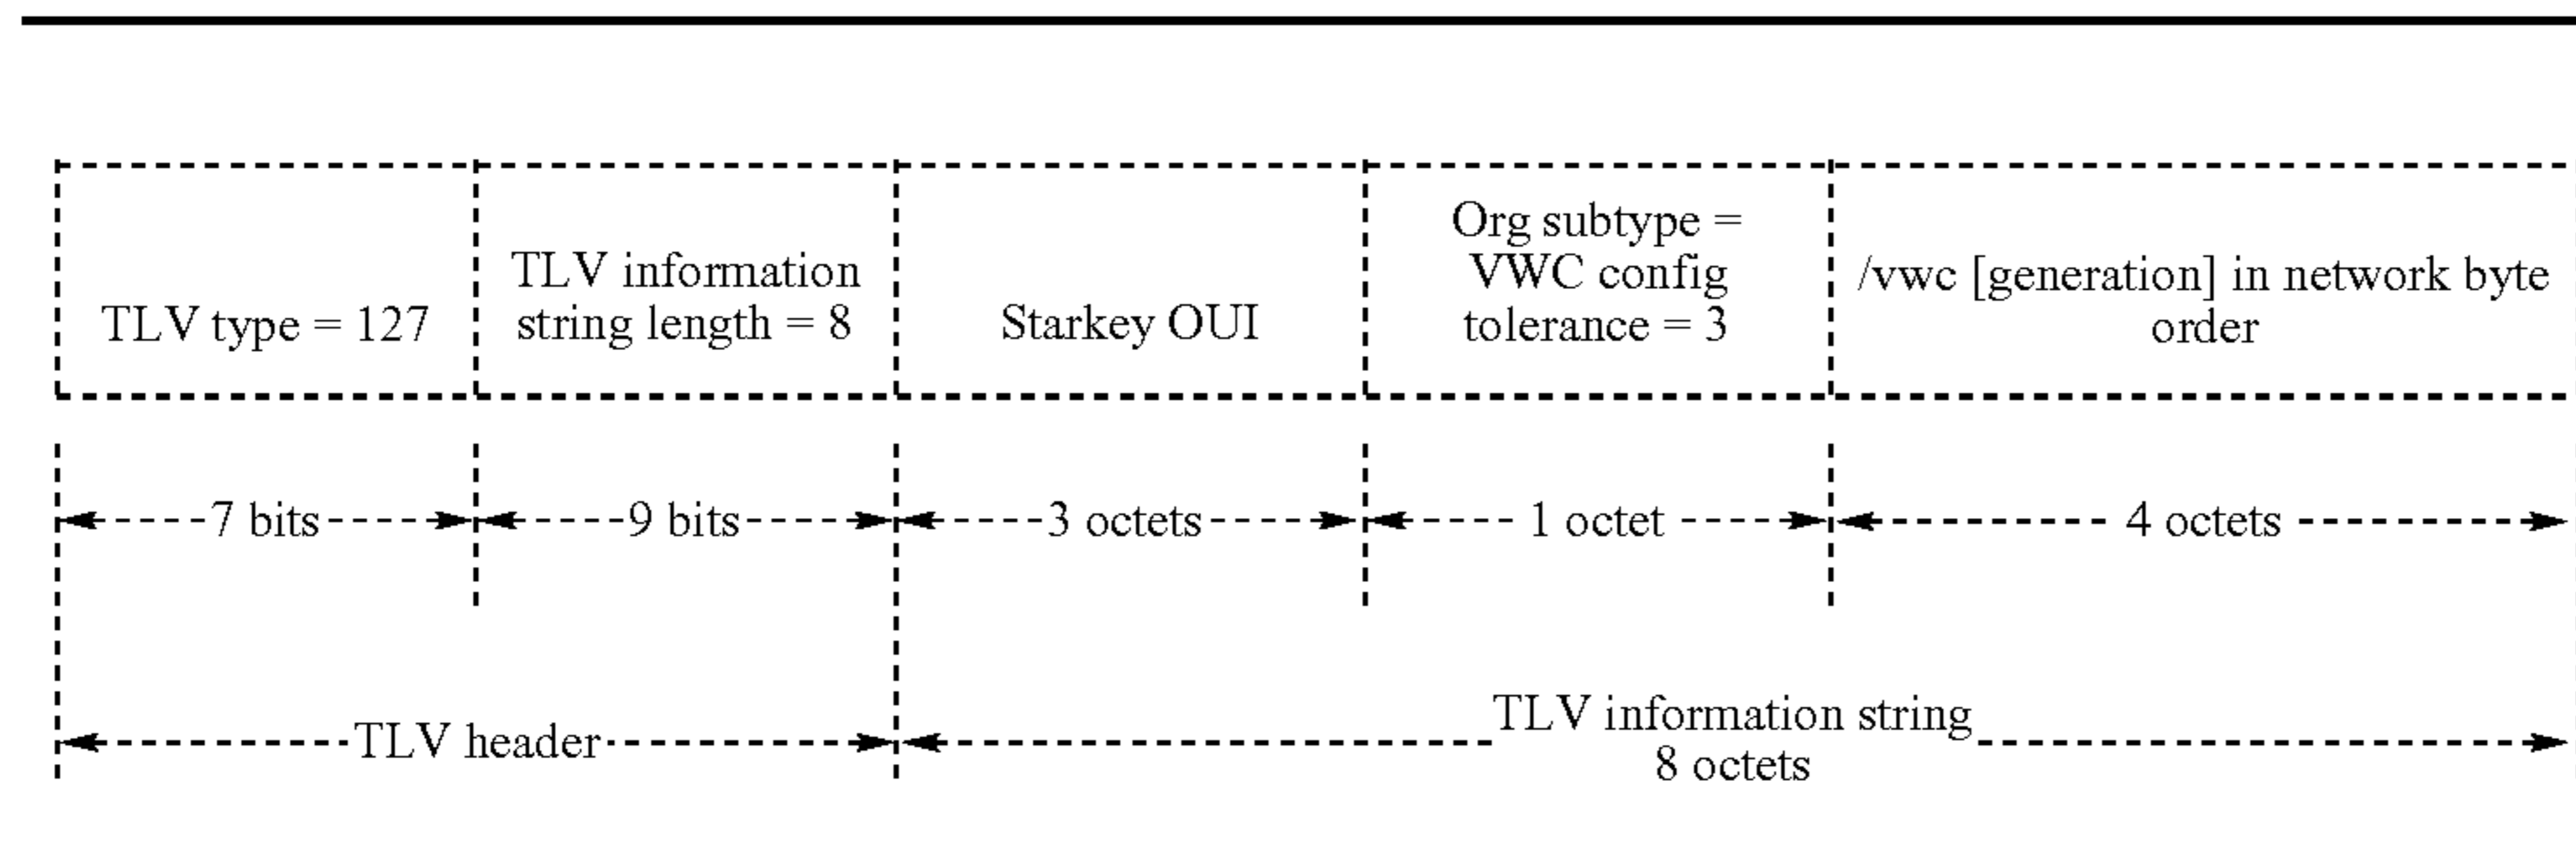 TLV type = 127
TLV information
string length = 8
Starkey OUI
Org subtype =
VWC config
tolerance = 3
/vwc [generation] in network byte
order
7 bits
9 bits
3 octets
1 octet
4 octets
TLV header
TLV information string
8 octets